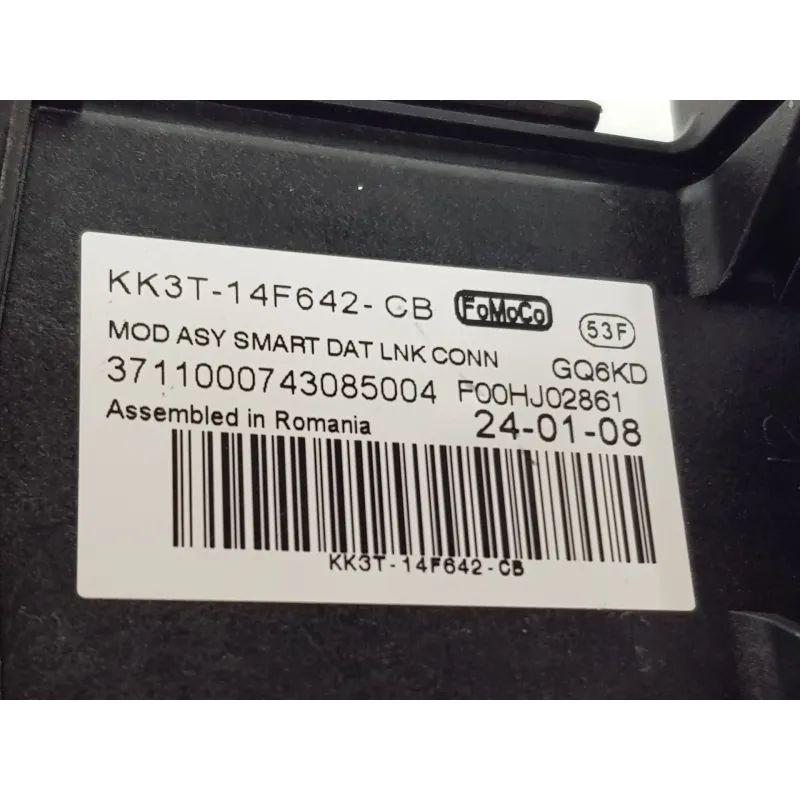 KK3T-14F642-CB FoMoCo 53F
MOD ASY SMART DAT LNK CONN GQ6KD
3711000743085004 F00HJ02861
Assembled in Romania 24-01-08
KK3T-14F642-CB